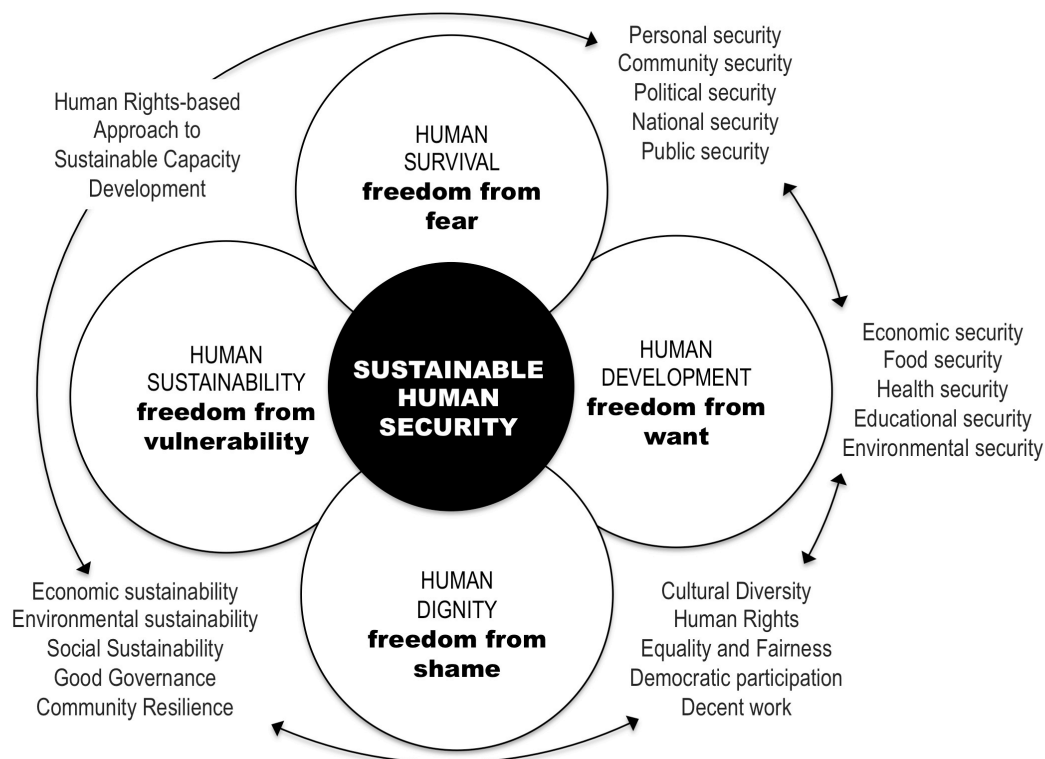 Human Rights-based
Approach to
Sustainable Capacity
Development
Personal security
Community security
Political security
National security
Public security
HUMAN
SURVIVAL
freedom from
fear
HUMAN
SUSTAINABILITY
freedom from
vulnerability
SUSTAINABLE
HUMAN
SECURITY
HUMAN
DEVELOPMENT
freedom from
want
Economic security
Food security
Health security
Educational security
Environmental security
HUMAN
DIGNITY
freedom from
shame
Economic sustainability
Environmental sustainability
Social Sustainability
Good Governance
Community Resilience
Cultural Diversity
Human Rights
Equality and Fairness
Democratic participation
Decent work